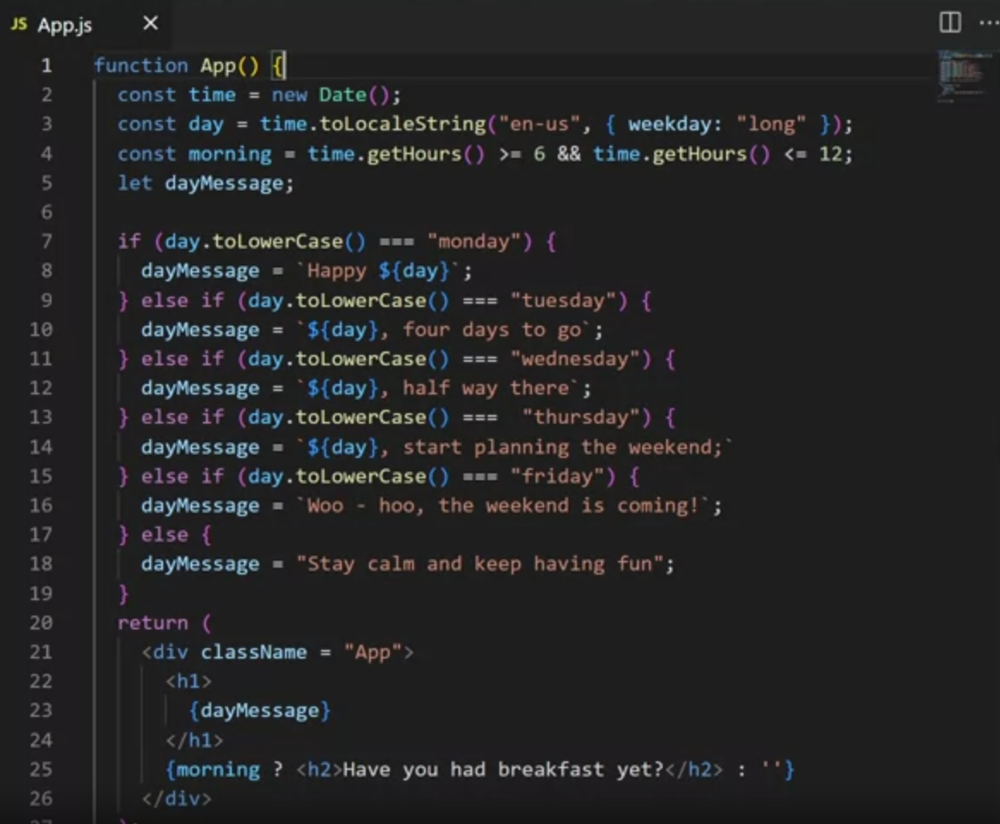 JS App.js ×
1 function App() {
2   const time = new Date();
3   const day = time.toLocaleString("en-us", { weekday: "long" });
4   const morning = time.getHours() >= 6 && time.getHours() <= 12;
5   let dayMessage;
6
7   if (day.toLowerCase() === "monday") {
8     dayMessage = `Happy ${day}`;
9   } else if (day.toLowerCase() === "tuesday") {
10     dayMessage = `${day}, four days to go`;
11   } else if (day.toLowerCase() === "wednesday") {
12     dayMessage = `${day}, half way there`;
13   } else if (day.toLowerCase() ===  "thursday") {
14     dayMessage = `${day}, start planning the weekend;`
15   } else if (day.toLowerCase() === "friday") {
16     dayMessage = `Woo - hoo, the weekend is coming!`;
17   } else {
18     dayMessage = "Stay calm and keep having fun";
19   }
20   return (
21     <div className = "App">
22       <h1>
23         {dayMessage}
24       </h1>
25       {morning ? <h2>Have you had breakfast yet?</h2> : ''}
26     </div>